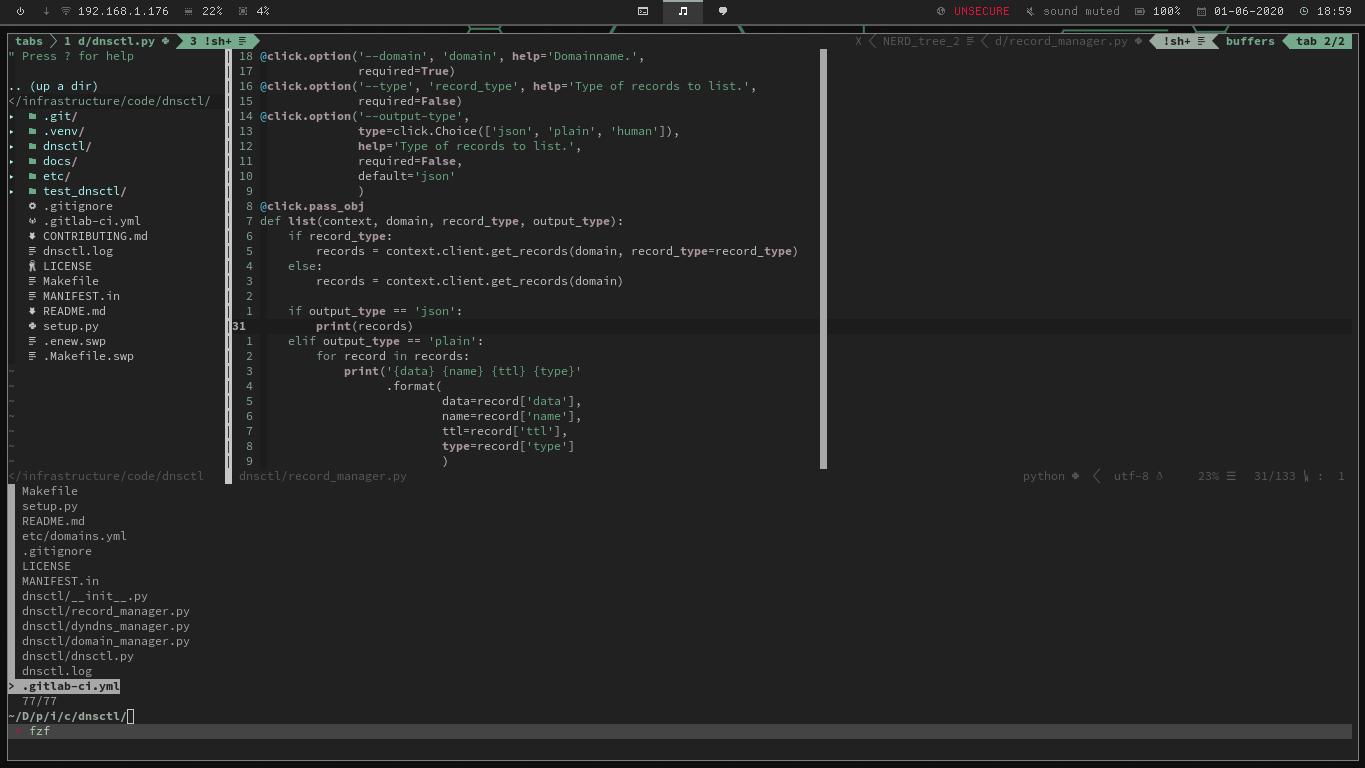 192.168.1.176 22% 4% UNSECURE sound muted 100% 01-06-2020 18:59
tabs 1 d/dnsctl.py 3 !sh+ X NERD_tree_2 d/record_manager.py !sh+ buffers tab 2/2
" Press ? for help
.. (up a dir)
</infrastructure/code/dnsctl/
▸ .git/
▸ .venv/
▸ dnsctl/
▸ docs/
▸ etc/
▸ test_dnsctl/
.gitignore
.gitlab-ci.yml
CONTRIBUTING.md
dnsctl.log
LICENSE
Makefile
MANIFEST.in
README.md
setup.py
.enew.swp
.Makefile.swp
~
~
~
~
~
~
~
</infrastructure/code/dnsctl
18 @click.option('--domain', 'domain', help='Domainname.',
17               required=True)
16 @click.option('--type', 'record_type', help='Type of records to list.',
15               required=False)
14 @click.option('--output-type',
13               type=click.Choice(['json', 'plain', 'human']),
12               help='Type of records to list.',
11               required=False,
10               default='json'
9               )
8 @click.pass_obj
7 def list(context, domain, record_type, output_type):
6     if record_type:
5         records = context.client.get_records(domain, record_type=record_type)
4     else:
3         records = context.client.get_records(domain)
2
1     if output_type == 'json':
31         print(records)
1     elif output_type == 'plain':
2         for record in records:
3             print('{data} {name} {ttl} {type}'
4                   .format(
5                           data=record['data'],
6                           name=record['name'],
7                           ttl=record['ttl'],
8                           type=record['type']
9                           )
dnsctl/record_manager.py python utf-8 23% ☰ 31/133 : 1
Makefile
setup.py
README.md
etc/domains.yml
.gitignore
LICENSE
MANIFEST.in
dnsctl/__init__.py
dnsctl/record_manager.py
dnsctl/dyndns_manager.py
dnsctl/domain_manager.py
dnsctl/dnsctl.py
dnsctl.log
> .gitlab-ci.yml
77/77
~/D/p/i/c/dnsctl/
> fzf